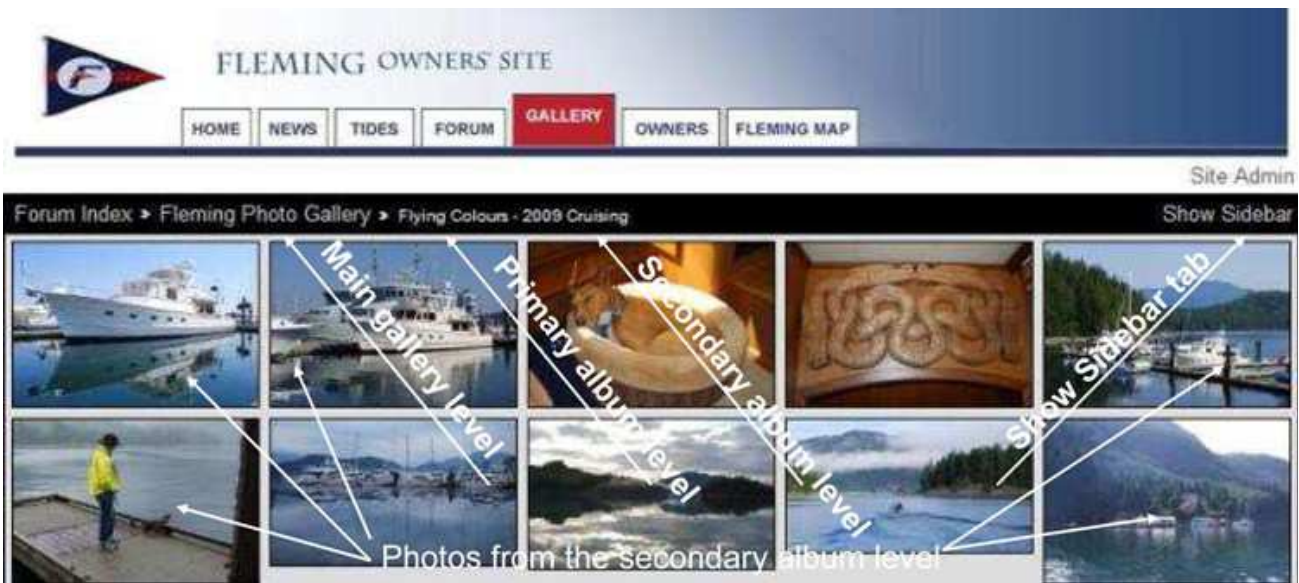 F
FLEMING OWNERS' SITE
HOME NEWS TIDES FORUM GALLERY OWNERS FLEMING MAP
Site Admin
Forum Index ▸ Fleming Photo Gallery ▸ Flying Colours - 2009 Cruising
Show Sidebar
Main gallery level
Primary album level
Secondary album level
Show Sidebar tab
Photos from the secondary album level